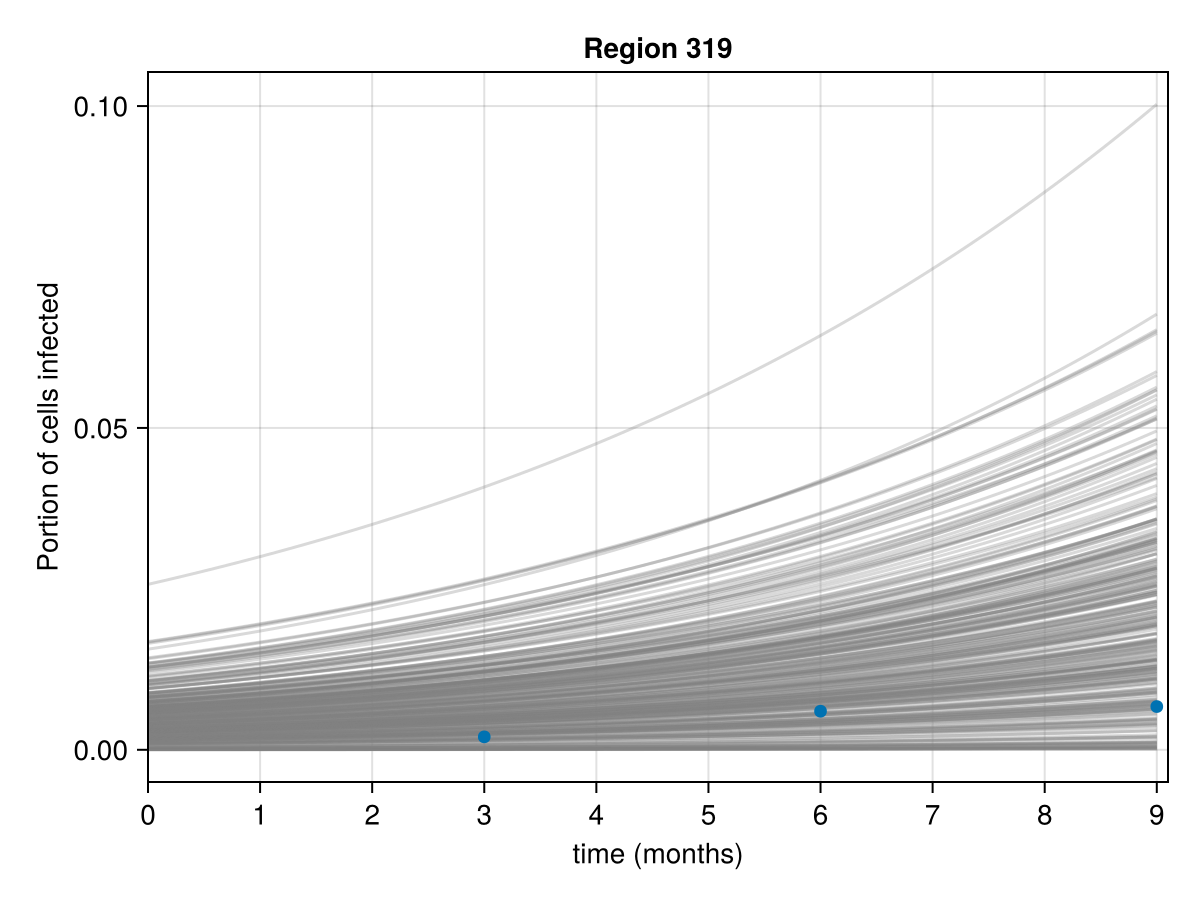 Region 319
0.10
0.05
0.00
Portion of cells infected
0 1 2 3 4 5 6 7 8 9
time (months)